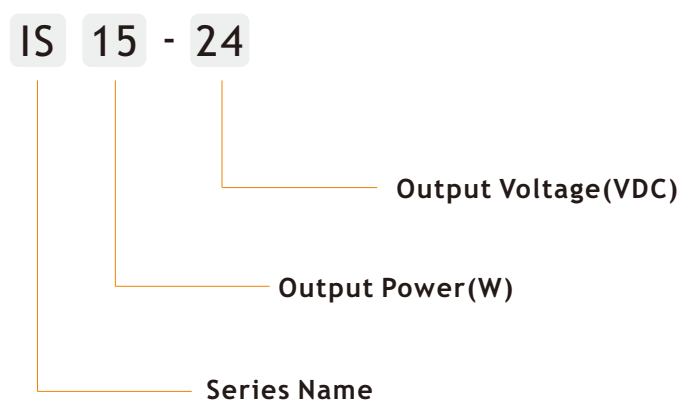 IS 15 - 24
Output Voltage(VDC)
Output Power(W)
Series Name